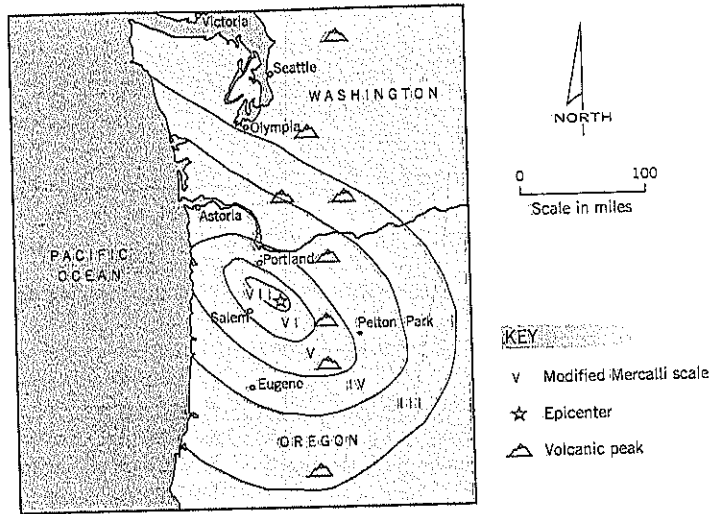 Victoria
Seattle
WASHINGTON
Olympia
NORTH
0 100
Scale in miles
Astoria
PACIFIC
OCEAN
Portland
VII
Salem
VI
Pelton Park
V
Eugene
IV
III
OREGON
KEY
V Modified Mercalli scale
Epicenter
Volcanic peak